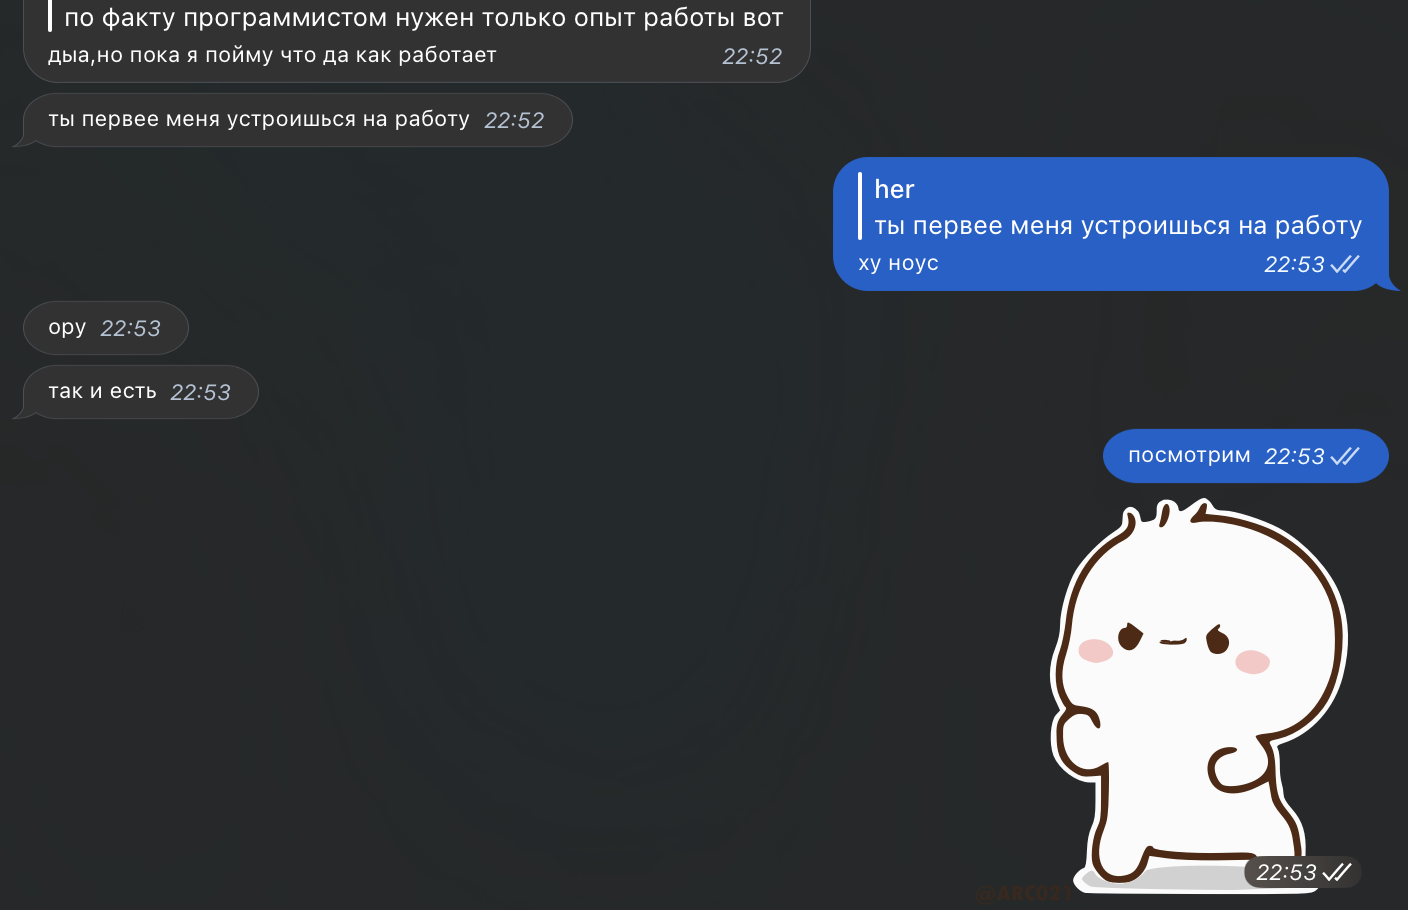 по факту программистом нужен только опыт работы вот
дыа,но пока я пойму что да как работает 22:52
ты первее меня устроишься на работу 22:52
her
ты первее меня устроишься на работу
ху ноус 22:53
ору 22:53
так и есть 22:53
посмотрим 22:53
22:53
@ARC021